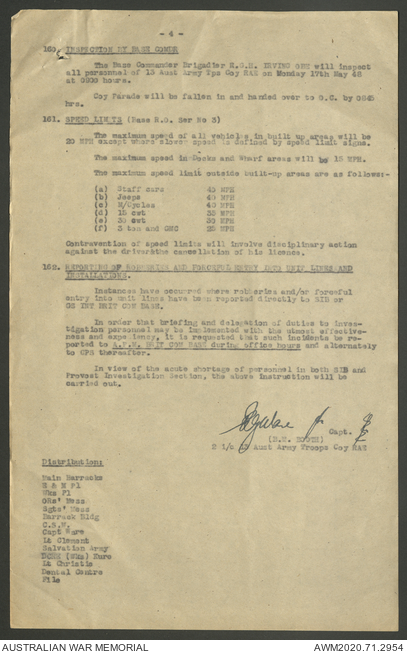 - 4 -
160. INSPECTION BY BASE COMDR
The Base Commander Brigadier R.G.H. IRVING OBE will inspect
all personnel of 13 Aust Army Tps Coy RAE on Monday 17th May 48
at 0900 hours.
Coy Parade will be fallen in and handed over to O.C. by 0845
hrs.
161. SPEED LIMITS (Base R.O. Ser No 3)
The maximum speed of all vehicles in built up areas will be
20 MPH except where slower speed is defined by speed limit signs.
The maximum speed in Docks and Wharf areas will be 15 MPH.
The maximum speed limit outside built-up areas are as follows:-
(a) Staff cars 40 MPH
(b) Jeeps 40 MPH
(c) M/Cycles 40 MPH
(d) 15 cwt 35 MPH
(e) 30 cwt 30 MPH
(f) 3 ton and GMC 25 MPH
Contravention of speed limits will involve disciplinary action
against the driver:the cancellation of his licence.
162. REPORTING OF ROBBERIES AND FORCEFUL ENTRY INTO UNIT LINES AND
INSTALLATIONS.
Instances have occurred where robberies and/or forceful
entry into unit lines have been reported directly to SIB or
GS INT BRIT COM BASE.
In order that briefing and delegation of duties to inves-
tigation personnel may be implemented with the utmost effective-
ness and expediency, it is requested that such incidents be re-
ported to A.P.M. BRIT COM BASE during office hours and alternately
to CPS thereafter.
In view of the acute shortage of personnel in both SIB and
Provost Investigation Section, the above instruction will be
carried out.
Capt.
2 i/c 13 Aust Army Troops Coy RAE
Distribution:
Main Barracks
E & M Pl
Wks Pl
ORs' Mess
Sgts' Mess
Barrack Bldg
C.S.M.
Capt Ware
Lt Clement
Salvation Army
(Wks) Kure
Lt Christie
Dental Centre
File
AUSTRALIAN WAR MEMORIAL
AWM2020.71.2954